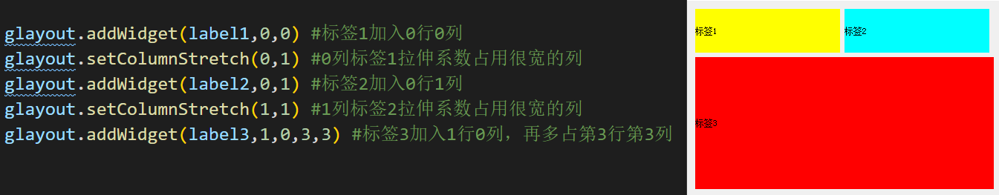 glayout.addWidget(label1,0,0) #标签1加入0行0列
glayout.setColumnStretch(0,1) #0列标签1拉伸系数占用很宽的列
glayout.addWidget(label2,0,1) #标签2加入0行1列
glayout.setColumnStretch(1,1) #1列标签2拉伸系数占用很宽的列
glayout.addWidget(label3,1,0,3,3) #标签3加入1行0列，再多占第3行第3列
标签1
标签2
标签3